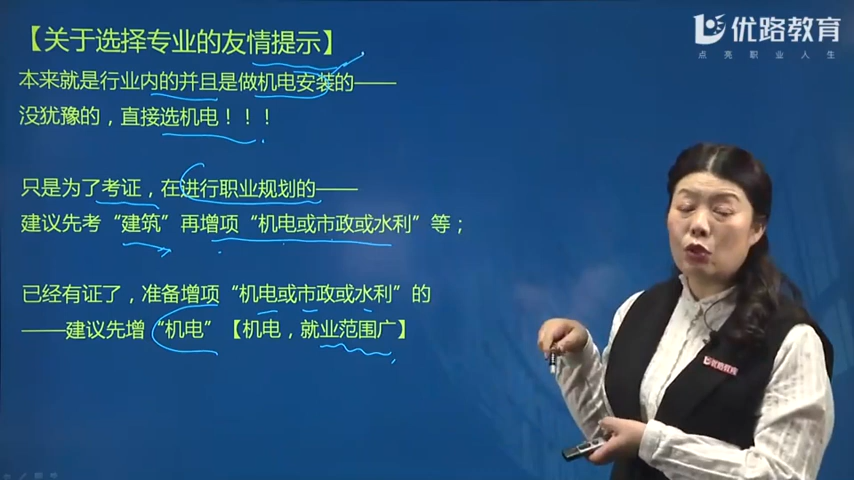 【关于选择专业的友情提示】
优路教育
点亮职业人生
本来就是行业内的并且是做机电安装的——
没犹豫的，直接选机电！！！
只是为了考证，在进行职业规划的——
建议先考“建筑”再增项“机电或市政或水利”等；
已经有证了，准备增项“机电或市政或水利”的
——建议先增“机电”【机电，就业范围广】
优路教育